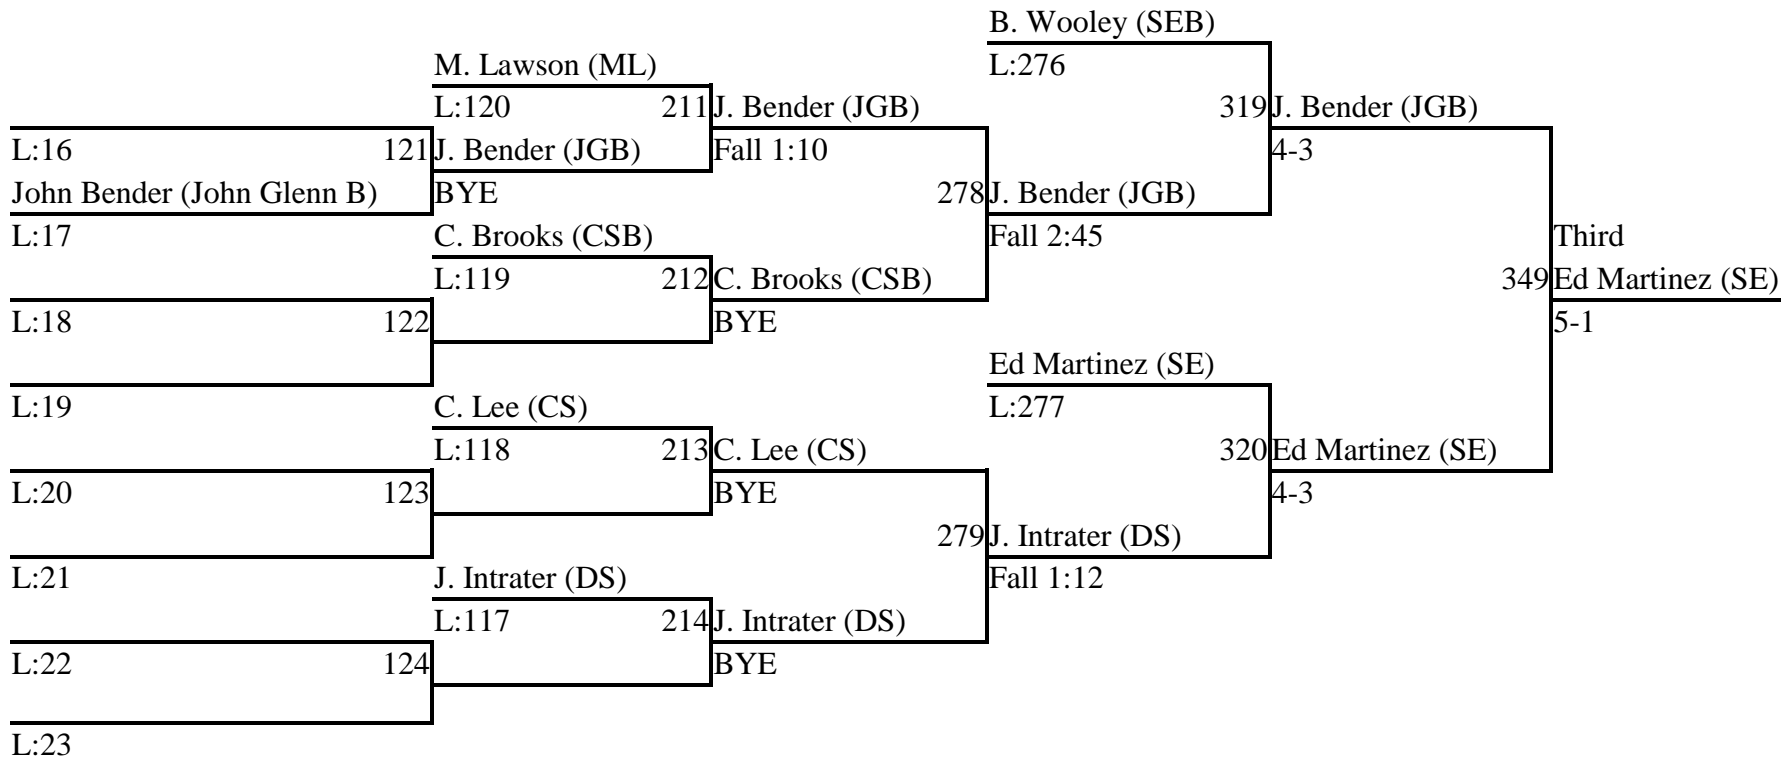 B. Wooley (SEB)
M. Lawson (ML)
L:276
L:120
211
J. Bender (JGB)
319
J. Bender (JGB)
L:16
121
J. Bender (JGB)
Fall 1:10
4-3
John Bender (John Glenn B)
BYE
278
J. Bender (JGB)
L:17
C. Brooks (CSB)
Fall 2:45
Third
L:119
212
C. Brooks (CSB)
349
Ed Martinez (SE)
L:18
122
BYE
5-1
Ed Martinez (SE)
L:19
C. Lee (CS)
L:277
L:118
213
C. Lee (CS)
320
Ed Martinez (SE)
L:20
123
BYE
4-3
279
J. Intrater (DS)
L:21
J. Intrater (DS)
Fall 1:12
L:117
214
J. Intrater (DS)
L:22
124
BYE
L:23